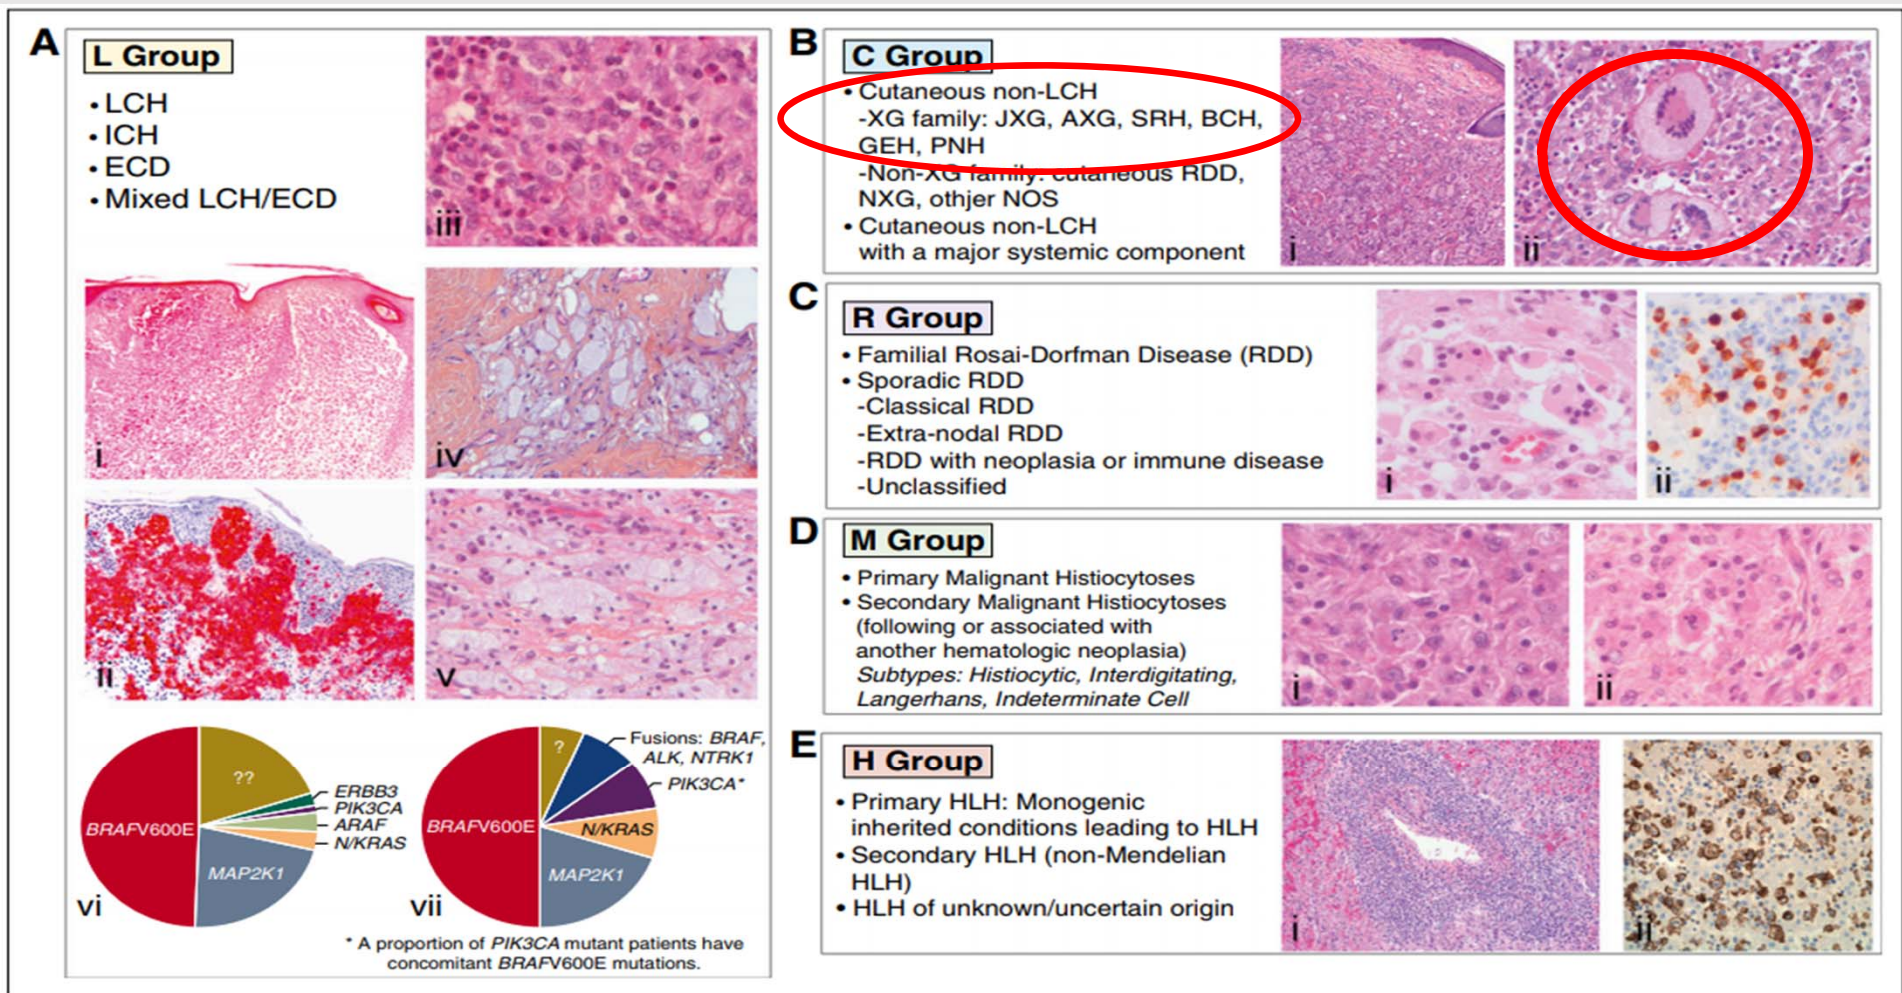 A
L Group
• LCH
• ICH
• ECD
• Mixed LCH/ECD
iii
i
iv
ii
v
??
ERBB3
PIK3CA
ARAF
N/KRAS
BRAFV600E
MAP2K1
vi
?
Fusions: BRAF,
ALK, NTRK1
PIK3CA*
N/KRAS
BRAFV600E
MAP2K1
vii
* A proportion of PIK3CA mutant patients have
concomitant BRAFV600E mutations.
B
C Group
• Cutaneous non-LCH
-XG family: JXG, AXG, SRH, BCH,
GEH, PNH
-Non-XG family: cutaneous RDD,
NXG, othjer NOS
• Cutaneous non-LCH
with a major systemic component
i
ii
C
R Group
• Familial Rosai-Dorfman Disease (RDD)
• Sporadic RDD
-Classical RDD
-Extra-nodal RDD
-RDD with neoplasia or immune disease
-Unclassified
i
ii
D
M Group
• Primary Malignant Histiocytoses
• Secondary Malignant Histiocytoses
(following or associated with
another hematologic neoplasia)
Subtypes: Histiocytic, Interdigitating,
Langerhans, Indeterminate Cell
i
ii
E
H Group
• Primary HLH: Monogenic
inherited conditions leading to HLH
• Secondary HLH (non-Mendelian
HLH)
• HLH of unknown/uncertain origin
i
ii